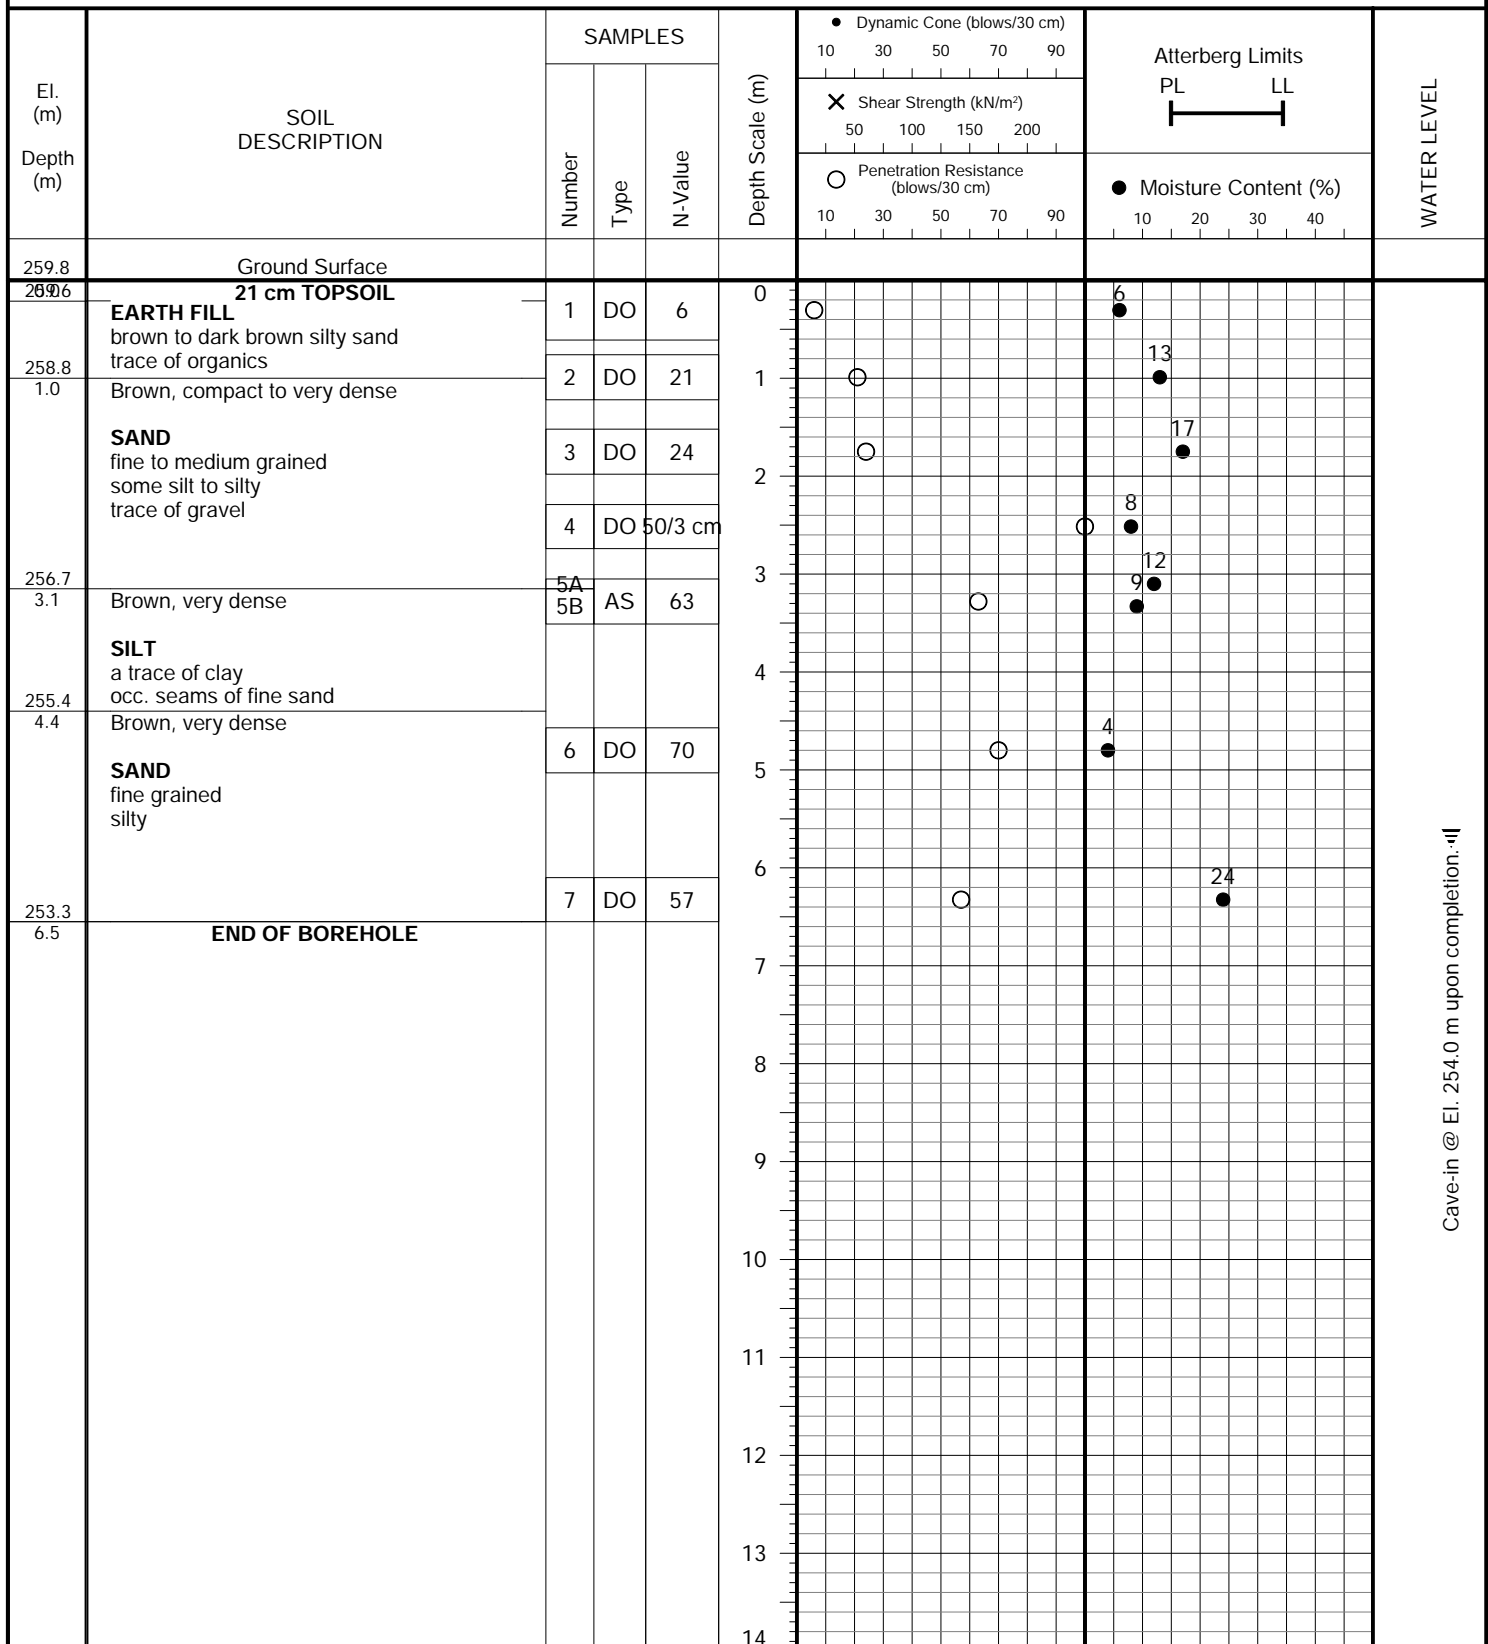 ● Dynamic Cone (blows/30 cm)
10 30 50 70 90
SAMPLES
Atterberg Limits
PL LL
El.
(m)
Depth
(m)
SOIL
DESCRIPTION
Number
Type
N-Value
Depth Scale (m)
✕ Shear Strength (kN/m²)
50 100 150 200
○ Penetration Resistance
(blows/30 cm)
10 30 50 70 90
● Moisture Content (%)
10 20 30 40
WATER LEVEL
259.8 Ground Surface
0.0 21 cm TOPSOIL 0
259.6
EARTH FILL 1 DO 6 6
brown to dark brown silty sand
trace of organics
258.8 2 DO 21 1 13
1.0 Brown, compact to very dense
SAND 3 DO 24 17
fine to medium grained
some silt to silty 2
trace of gravel
4 DO 50/3 cm 8
256.7 5A 3 12
3.1 Brown, very dense 5B AS 63 9
SILT
a trace of clay 4
occ. seams of fine sand
255.4
4.4 Brown, very dense 4
6 DO 70
SAND 5
fine grained
silty
6
24
253.3 7 DO 57
6.5 END OF BOREHOLE
7
8
9
10
11
12
13
14
Cave-in @ El. 254.0 m upon completion.